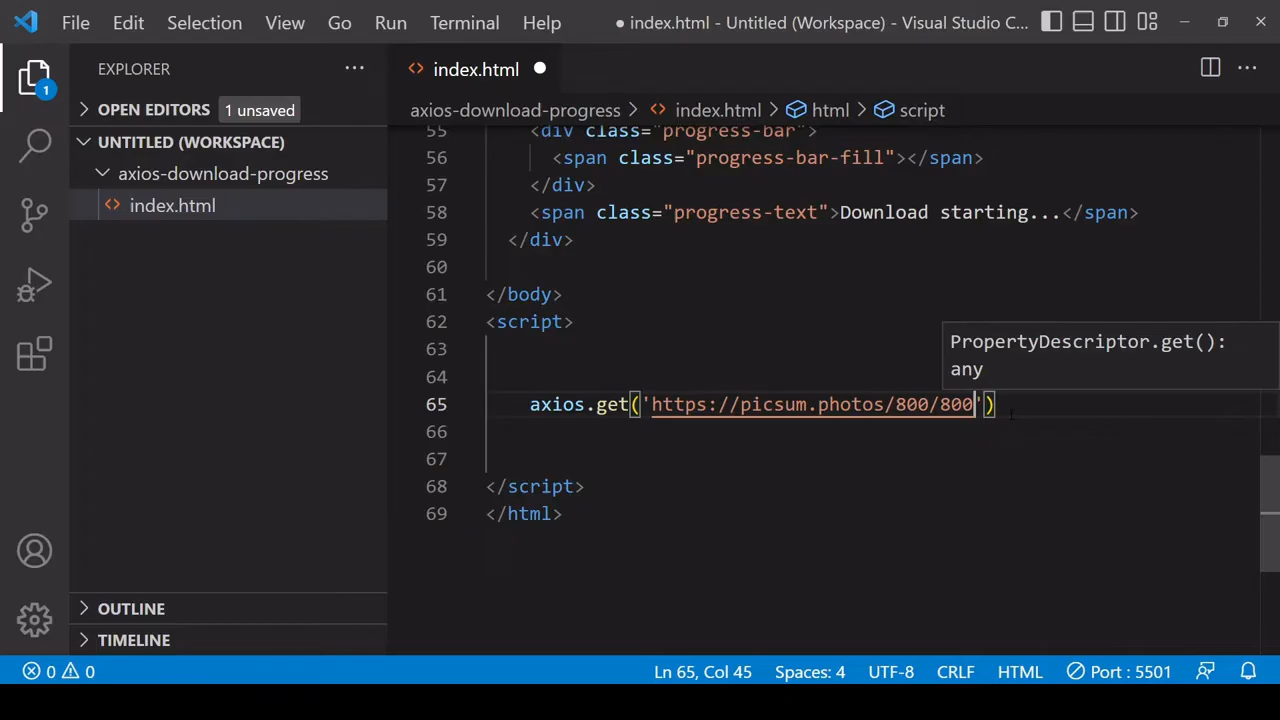 File Edit Selection View Go Run Terminal Help ● index.html - Untitled (Workspace) - Visual Studio C...
EXPLORER ...
1
OPEN EDITORS 1 unsaved
UNTITLED (WORKSPACE)
axios-download-progress
<> index.html
OUTLINE
TIMELINE
<> index.html ●
axios-download-progress > <> index.html > html > script
55 <div class="progress-bar">
56 <span class="progress-bar-fill"></span>
57 </div>
58 <span class="progress-text">Download starting...</span>
59 </div>
60
61 </body>
62 <script>
63
PropertyDescriptor.get():
any
64
65 axios.get('https://picsum.photos/800/800')
66
67
68 </script>
69 </html>
0 0 Ln 65, Col 45 Spaces: 4 UTF-8 CRLF HTML Port : 5501